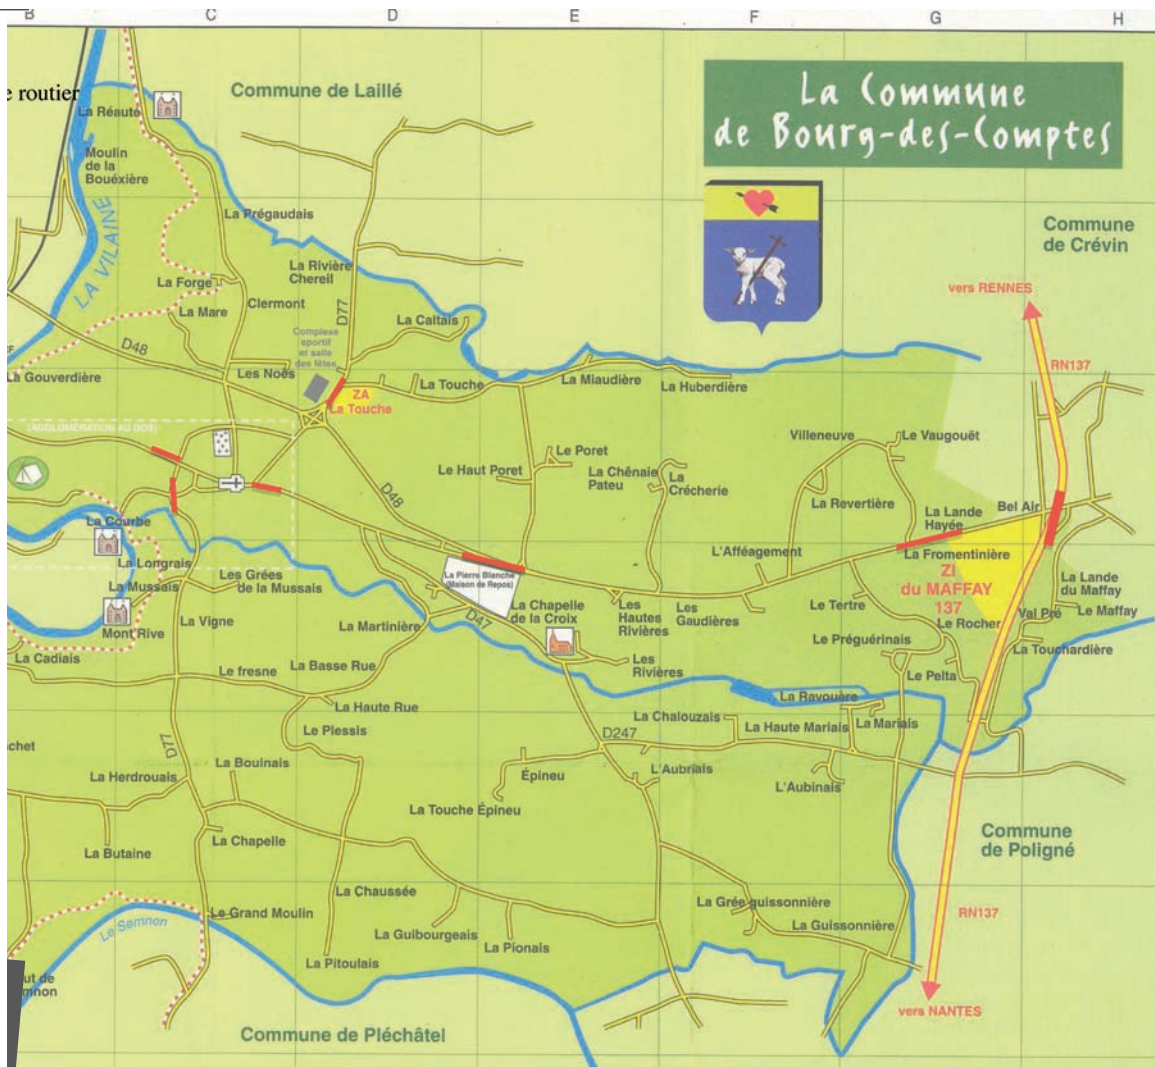 B C D E F G H
e routier
Commune de Laillé
La Commune
de Bourg-des-Comptes
La Réauté
Moulin
de la
Bouëxière
LA VILAINE
La Prégaudais
Commune
de Crévin
La Rivière
Chereil
La Forge
Clermont
vers RENNES
La Mare
D77
La Caltais
Complexe
sportif
et salle
des fêtes
D48
RN137
La Gouverdière
Les Noës
La Touche
La Miaudière
La Huberdière
ZA
La Touche
(AGGLOMÉRATION AU DOS)
Villeneuve
Le Vaugouët
Le Poret
Le Haut Poret
La Chênaie
Pateu
La
Crécherie
D48
La Revertière
La Lande
Hayée
Bel Air
La Courbe
L'Afféagement
La Fromentinière
La Longrais
La Mussais
Les Grées
de la Mussais
La Pierre Blanche
(Maison de Repos)
ZI
du MAFFAY
137
La Lande
du Maffay
Le Maffay
Mont Rive
La Vigne
La Martinière
D47
La Chapelle
de la Croix
Les
Hautes
Rivières
Les
Gaudières
Le Tertre
Le Rocher
Val Pré
Le Préguérinais
La Touchardière
La Cadiais
Le fresne
La Basse Rue
Les
Rivières
Le Pelta
La Haute Rue
La Ravouère
Le Plessis
La Chalouzais
La Haute Mariais
La Mariais
D77
D247
schet
La Herdrouais
La Bouinais
Épineu
L'Aubriais
L'Aubinais
La Touche Épineu
La Butaine
La Chapelle
Commune
de Poligné
La Chaussée
La Grée guissonnière
Le Grand Moulin
Le Semnon
La Guibourgeais
La Pionais
La Guissonnière
RN137
La Pitoulais
ut de
mnon
vers NANTES
Commune de Pléchâtel